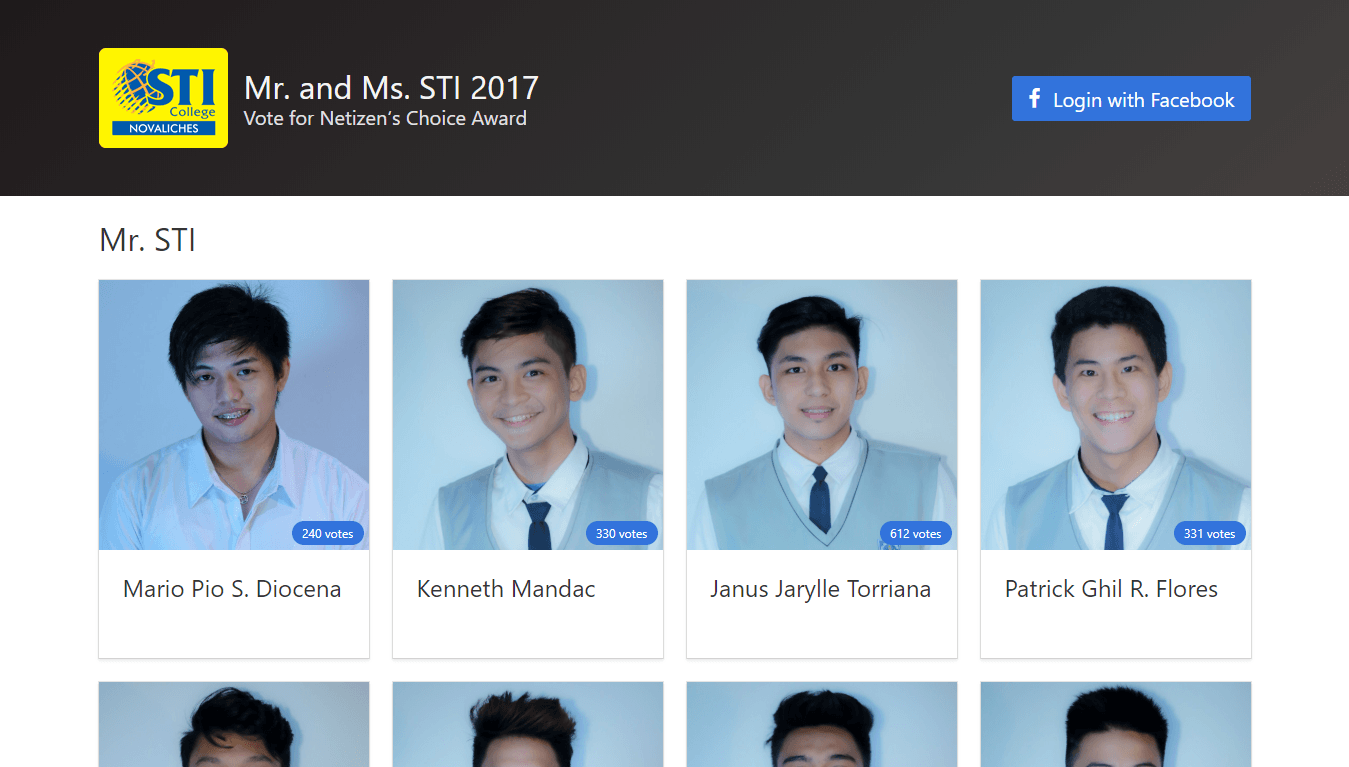 STI
College
NOVALICHES
Mr. and Ms. STI 2017
Vote for Netizen's Choice Award
Login with Facebook
Mr. STI
240 votes
330 votes
612 votes
331 votes
Mario Pio S. Diocena
Kenneth Mandac
Janus Jarylle Torriana
Patrick Ghil R. Flores